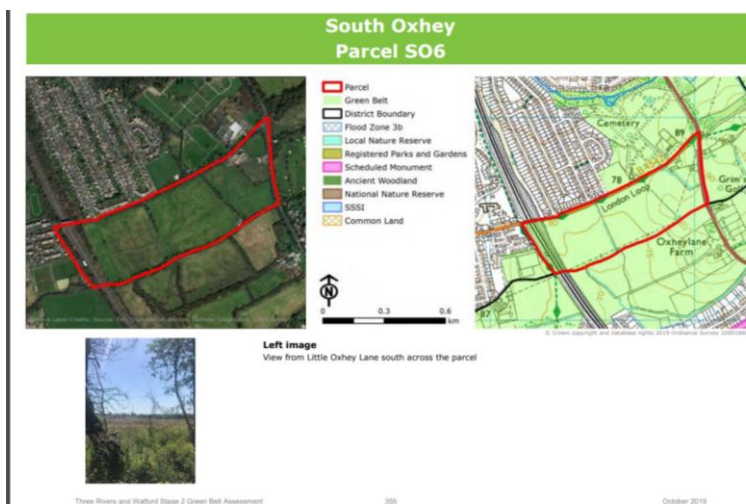 South Oxhey
Parcel SO6
Parcel
Green Belt
District Boundary
Flood Zone 3b
Local Nature Reserve
Registered Parks and Gardens
Scheduled Monument
Ancient Woodland
National Nature Reserve
SSSI
Common Land
N
0 0.3 0.6
km
Cemetery
89
78
London Loop
Oxheylane
Farm
87
Left image
View from Little Oxhey Lane south across the parcel
Three Rivers and Watford Stage 2 Green Belt Assessment
355
October 2019